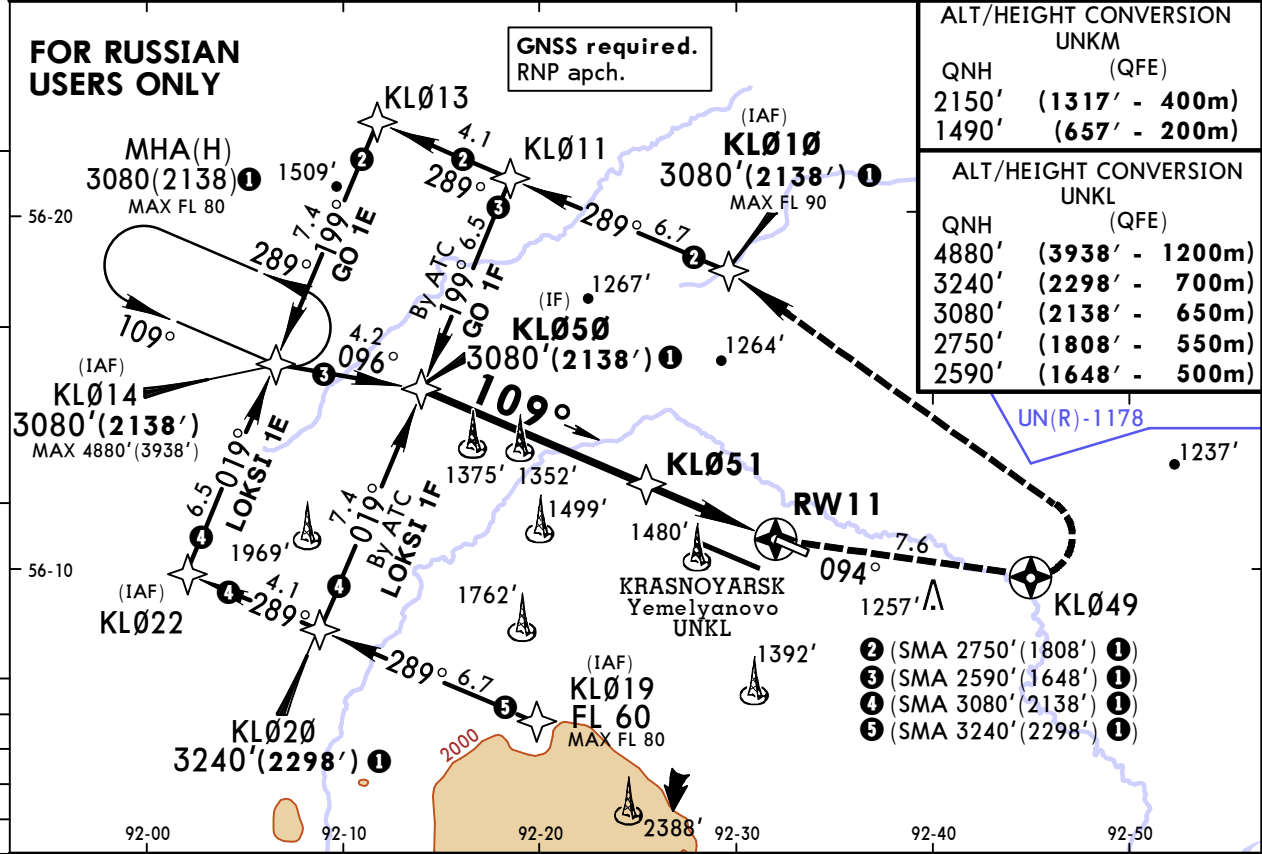 FOR RUSSIAN
USERS ONLY
GNSS required.
RNP apch.
ALT/HEIGHT CONVERSION
UNKM
QNH (QFE)
2150' (1317' - 400m)
1490' (657' - 200m)
ALT/HEIGHT CONVERSION
UNKL
QNH (QFE)
4880' (3938' - 1200m)
3240' (2298' - 700m)
3080' (2138' - 650m)
2750' (1808' - 550m)
2590' (1648' - 500m)
KLØ13
4.1
2
289°
KLØ11
(IAF)
KLØ1Ø
3080'(2138') 1
MAX FL 90
MHA(H)
3080(2138) 1
MAX FL 80
1509'
2
7.4
199°
GO 1E
3
6.5
199°
By ATC
GO 1F
289°
6.7
2
56-20
289°
109°
1267'
(IF)
KLØ5Ø
3080'(2138') 1
1264'
4.2
096°
3
(IAF)
KLØ14
3080'(2138')
MAX 4880'(3938')
109°
UN(R)-1178
1237'
1375'
1352'
KLØ51
6.5
019°
LOKSI 1E
4
7.4
019°
By ATC
LOKSI 1F
4
1499'
1480'
RW11
1969'
7.6
094°
56-10
KRASNOYARSK
Yemelyanovo
UNKL
1257'
KLØ49
(IAF)
KLØ22
4.1
4
289°
1762'
1392'
2 (SMA 2750'(1808') 1)
3 (SMA 2590'(1648') 1)
4 (SMA 3080'(2138') 1)
5 (SMA 3240'(2298') 1)
289°
6.7
5
(IAF)
KLØ19
FL 60
MAX FL 80
KLØ2Ø
3240'(2298') 1
2000
2388'
92-00
92-10
92-20
92-30
92-40
92-50